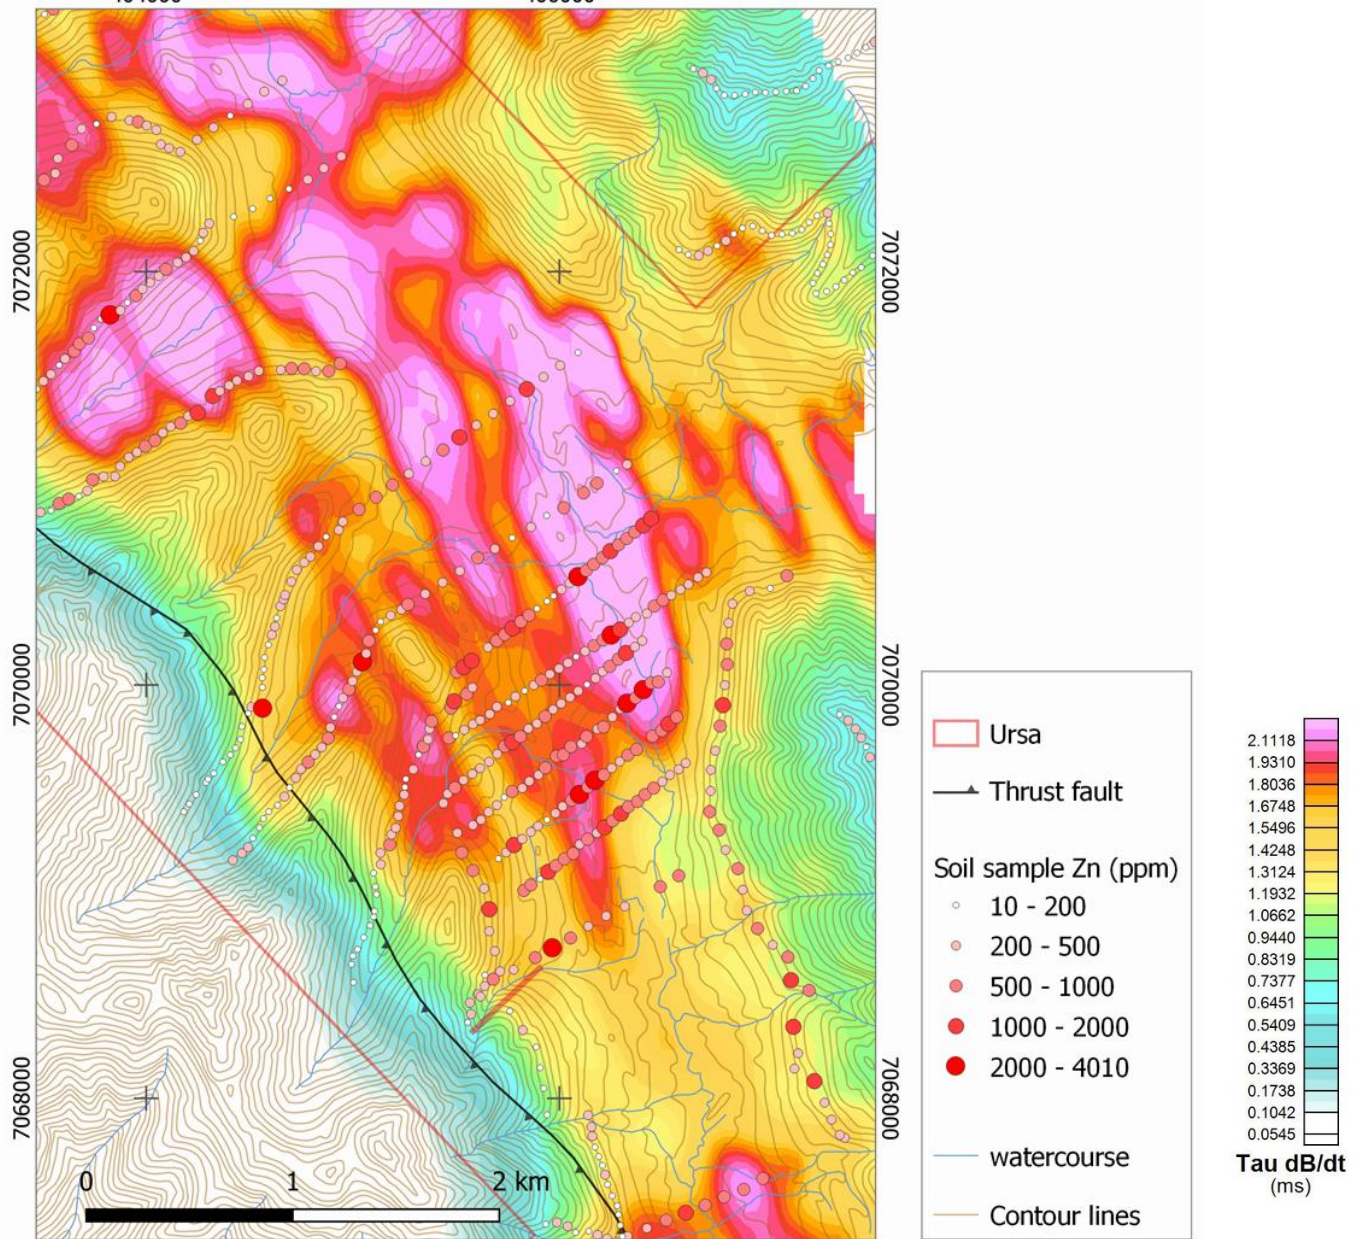 7072000
7072000
7070000
7070000
7068000
7068000
0 1 2 km
Ursa
Thrust fault
Soil sample Zn (ppm)
10 - 200
200 - 500
500 - 1000
1000 - 2000
2000 - 4010
watercourse
Contour lines
2.1118
1.9310
1.8036
1.6748
1.5496
1.4248
1.3124
1.1932
1.0662
0.9440
0.8319
0.7377
0.6451
0.5409
0.4385
0.3369
0.1738
0.1042
0.0545
Tau dB/dt
(ms)